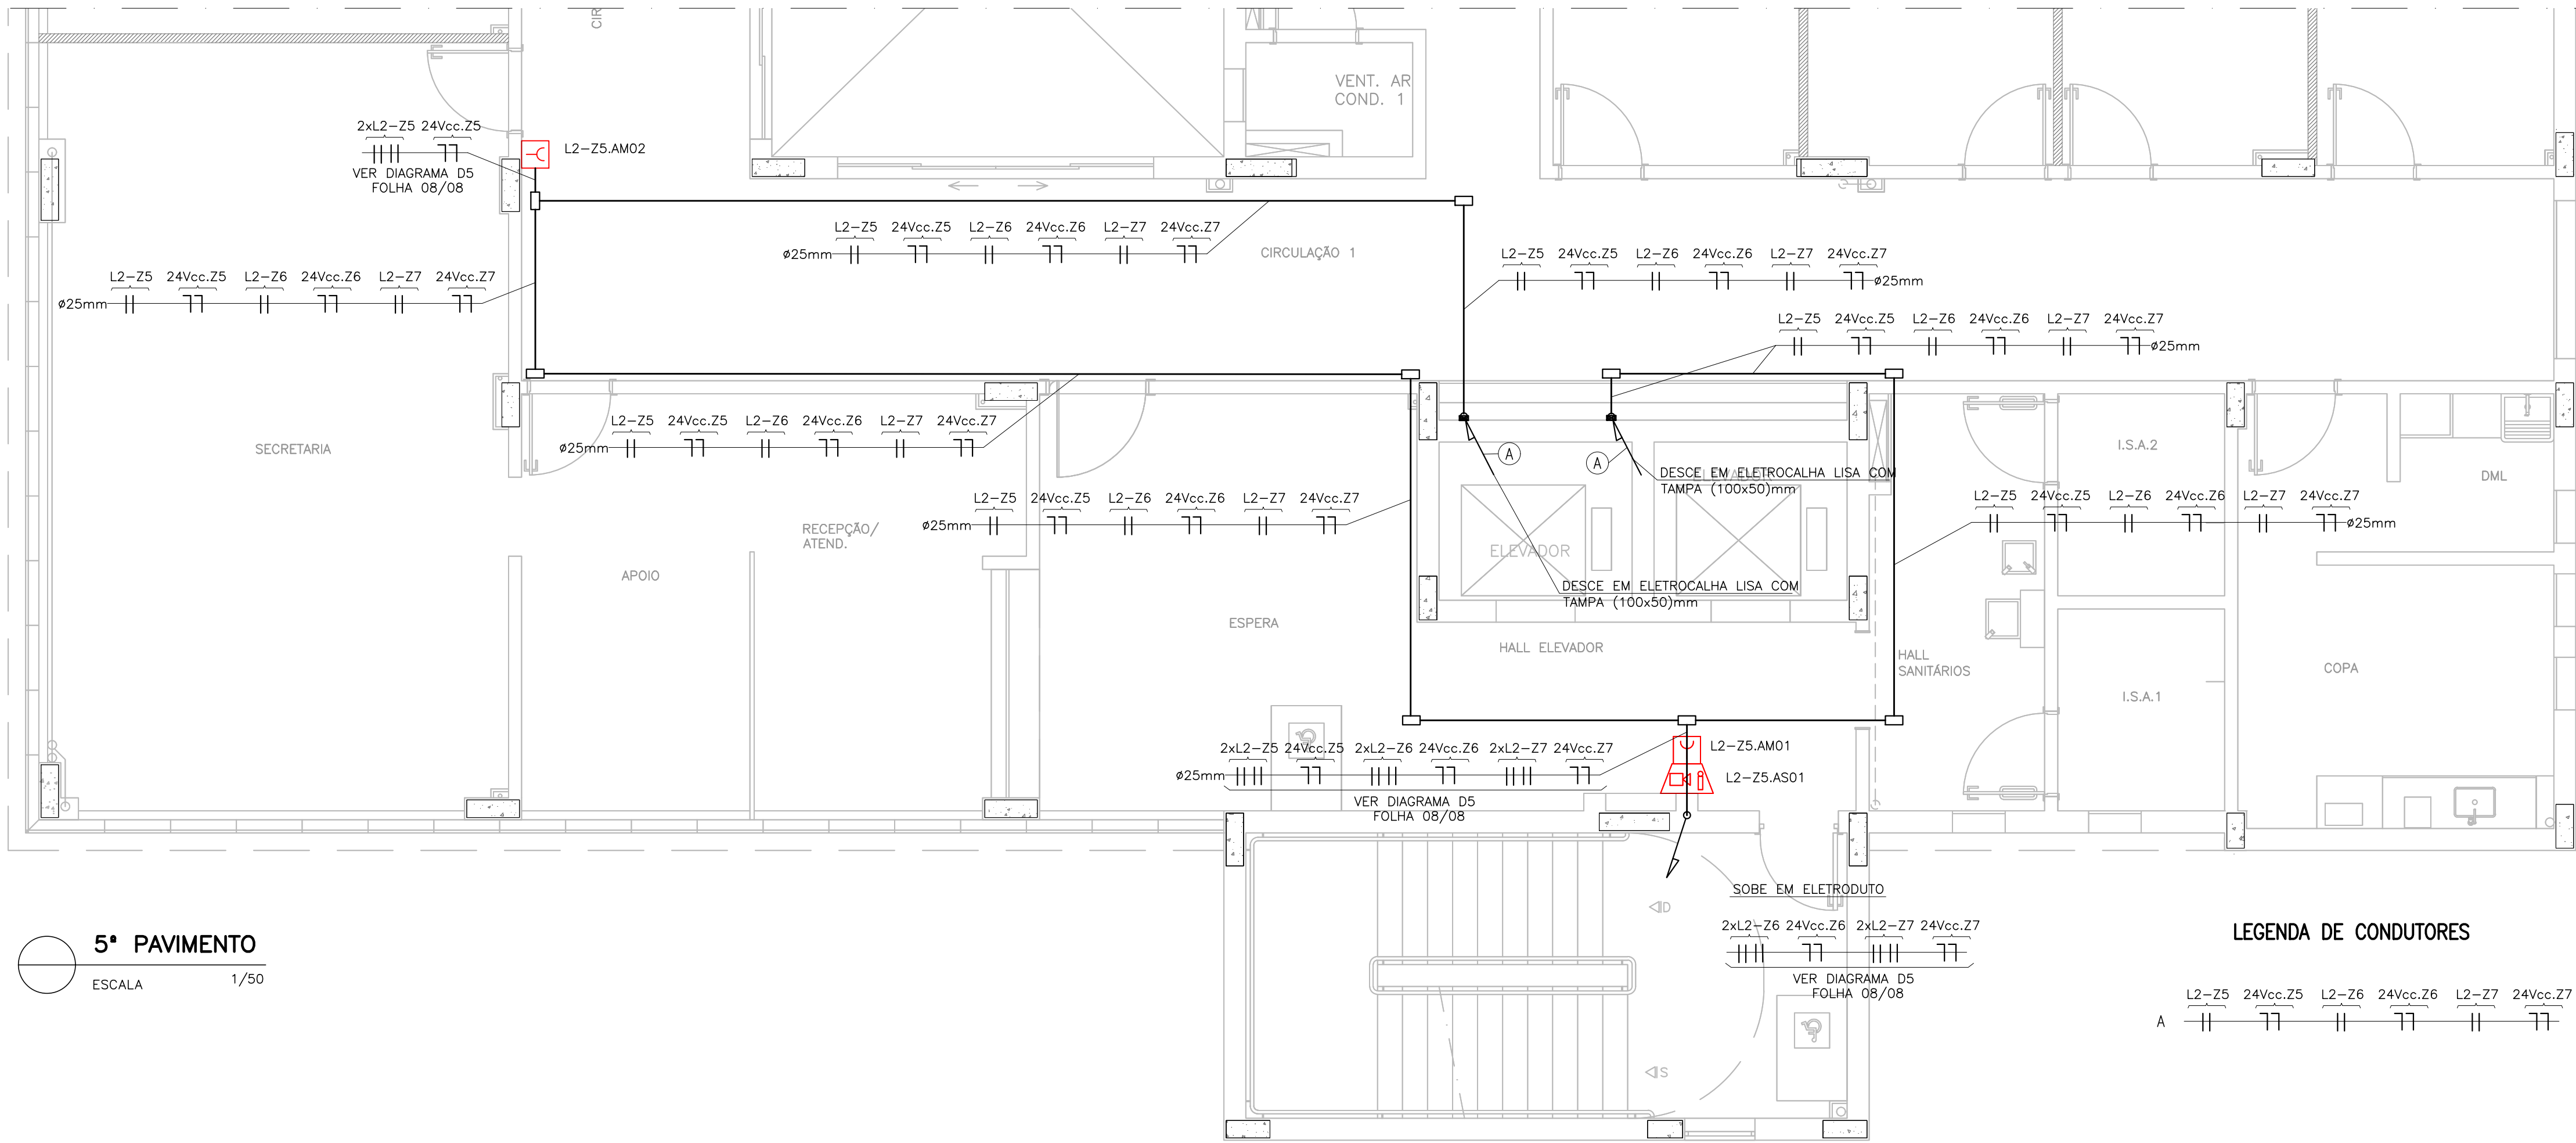 CIR
VENT. AR
COND. 1
2xL2-Z5 24Vcc.Z5
L2-Z5.AM02
VER DIAGRAMA D5
FOLHA 08/08
L2-Z5 24Vcc.Z5 L2-Z6 24Vcc.Z6 L2-Z7 24Vcc.Z7
ø25mm
CIRCULAÇÃO 1
L2-Z5 24Vcc.Z5 L2-Z6 24Vcc.Z6 L2-Z7 24Vcc.Z7
ø25mm
L2-Z5 24Vcc.Z5 L2-Z6 24Vcc.Z6 L2-Z7 24Vcc.Z7
ø25mm
L2-Z5 24Vcc.Z5 L2-Z6 24Vcc.Z6 L2-Z7 24Vcc.Z7
ø25mm
L2-Z5 24Vcc.Z5 L2-Z6 24Vcc.Z6 L2-Z7 24Vcc.Z7
ø25mm
SECRETARIA
A
A
I.S.A.2
DML
ELEVADOR
DESCE EM ELETROCALHA LISA COM
TAMPA (100x50)mm
L2-Z5 24Vcc.Z5 L2-Z6 24Vcc.Z6 L2-Z7 24Vcc.Z7
ø25mm
L2-Z5 24Vcc.Z5 L2-Z6 24Vcc.Z6 L2-Z7 24Vcc.Z7
ø25mm
RECEPÇÃO/
ATEND.
ELEVADOR
APOIO
DESCE EM ELETROCALHA LISA COM
TAMPA (100x50)mm
ESPERA
HALL ELEVADOR
HALL
SANITÁRIOS
COPA
I.S.A.1
2xL2-Z5 24Vcc.Z5 2xL2-Z6 24Vcc.Z6 2xL2-Z7 24Vcc.Z7
ø25mm
L2-Z5.AM01
L2-Z5.AS01
VER DIAGRAMA D5
FOLHA 08/08
SOBE EM ELETRODUTO
D
2xL2-Z6 24Vcc.Z6 2xL2-Z7 24Vcc.Z7
VER DIAGRAMA D5
FOLHA 08/08
S
5ª PAVIMENTO
ESCALA 1/50
LEGENDA DE CONDUTORES
L2-Z5 24Vcc.Z5 L2-Z6 24Vcc.Z6 L2-Z7 24Vcc.Z7
A